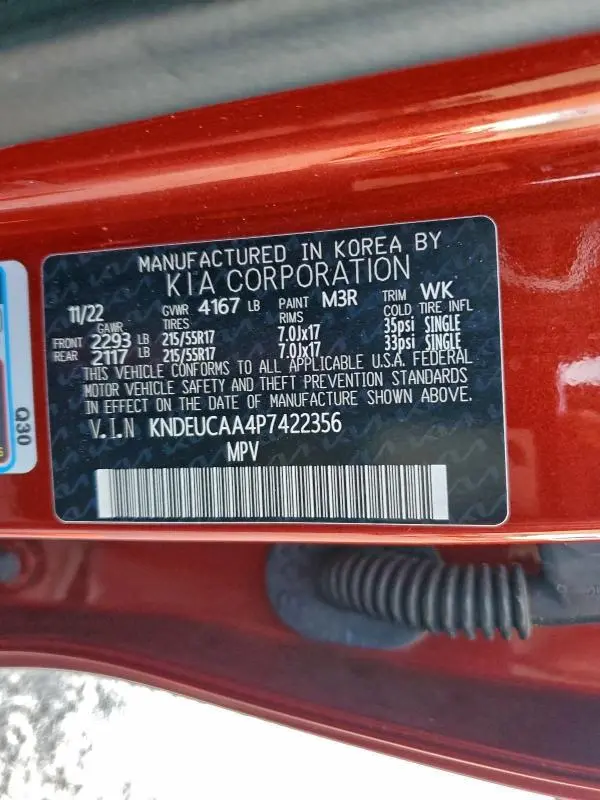 MANUFACTURED IN KOREA BY
KIA CORPORATION
11/22 GVWR 4167 LB PAINT M3R TRIM WK
GAWR TIRES RIMS COLD TIRE INFL
FRONT 2293 LB 215/55R17 7.0Jx17 35psi SINGLE
REAR 2117 LB 215/55R17 7.0Jx17 33psi SINGLE
THIS VEHICLE CONFORMS TO ALL APPLICABLE U.S.A. FEDERAL
MOTOR VEHICLE SAFETY AND THEFT PREVENTION STANDARDS
IN EFFECT ON THE DATE OF MANUFACTURE SHOWN ABOVE.
V.I.N KNDEUCAA4P7422356
MPV
Q30